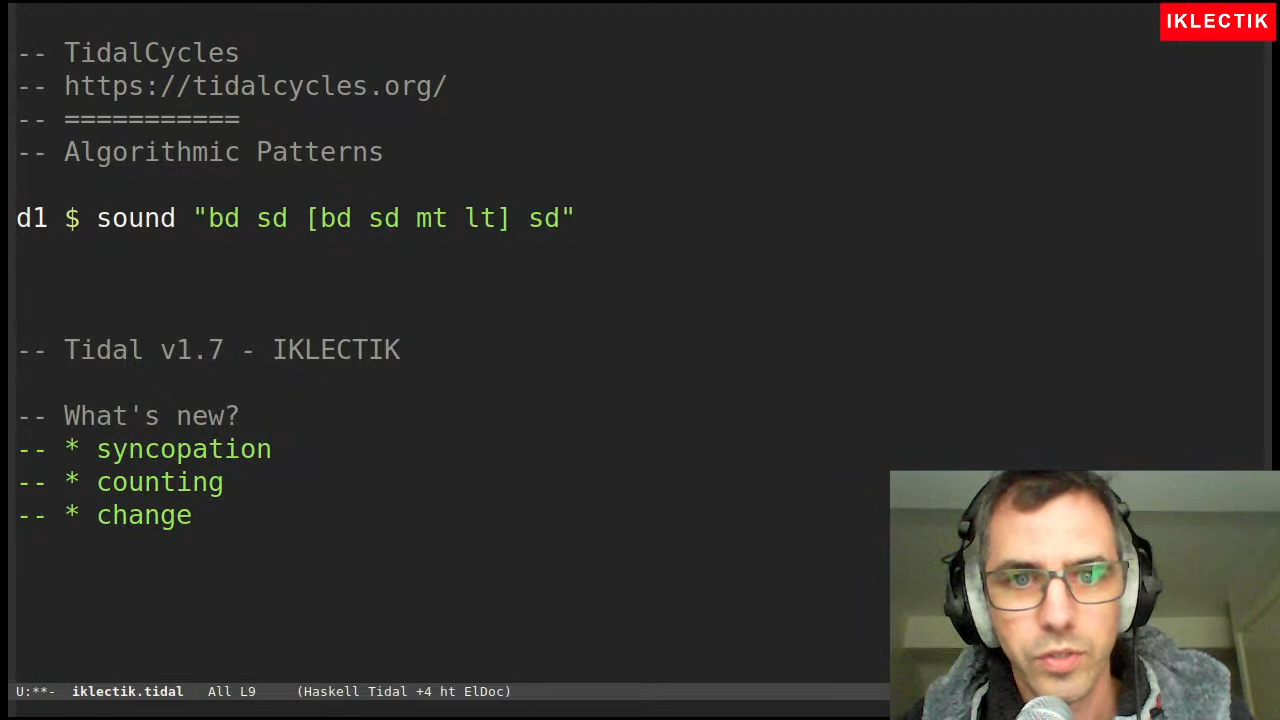 IKLECTIK
-- TidalCycles
-- https://tidalcycles.org/
-- ===========
-- Algorithmic Patterns
d1 $ sound "bd sd [bd sd mt lt] sd"
-- Tidal v1.7 - IKLECTIK
-- What's new?
-- * syncopation
-- * counting
-- * change
U:**-  iklectik.tidal   All L9     (Haskell Tidal +4 ht ElDoc)